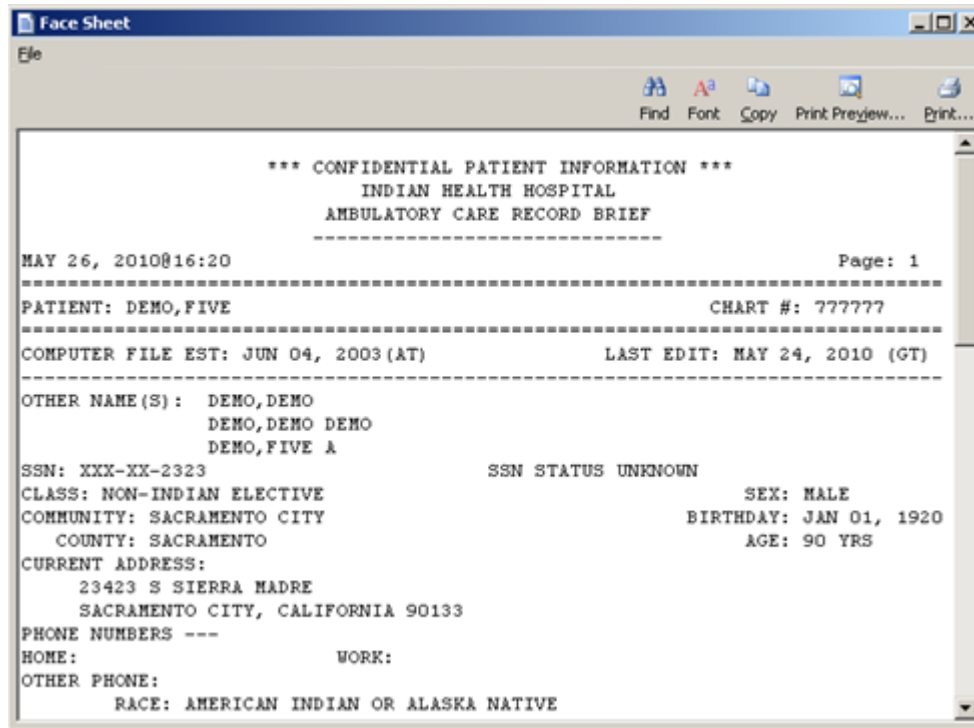 Face Sheet
File
Find Font Copy Print Preview... Print...
*** CONFIDENTIAL PATIENT INFORMATION ***
INDIAN HEALTH HOSPITAL
AMBULATORY CARE RECORD BRIEF
------------------------------
MAY 26, 2010@16:20 Page: 1
================================================================================
PATIENT: DEMO,FIVE CHART #: 777777
================================================================================
COMPUTER FILE EST: JUN 04, 2003(AT) LAST EDIT: MAY 24, 2010 (GT)
--------------------------------------------------------------------------------
OTHER NAME(S): DEMO,DEMO
DEMO,DEMO DEMO
DEMO,FIVE A
SSN: XXX-XX-2323 SSN STATUS UNKNOWN
CLASS: NON-INDIAN ELECTIVE SEX: MALE
COMMUNITY: SACRAMENTO CITY BIRTHDAY: JAN 01, 1920
COUNTY: SACRAMENTO AGE: 90 YRS
CURRENT ADDRESS:
23423 S SIERRA MADRE
SACRAMENTO CITY, CALIFORNIA 90133
PHONE NUMBERS ---
HOME: WORK:
OTHER PHONE:
RACE: AMERICAN INDIAN OR ALASKA NATIVE